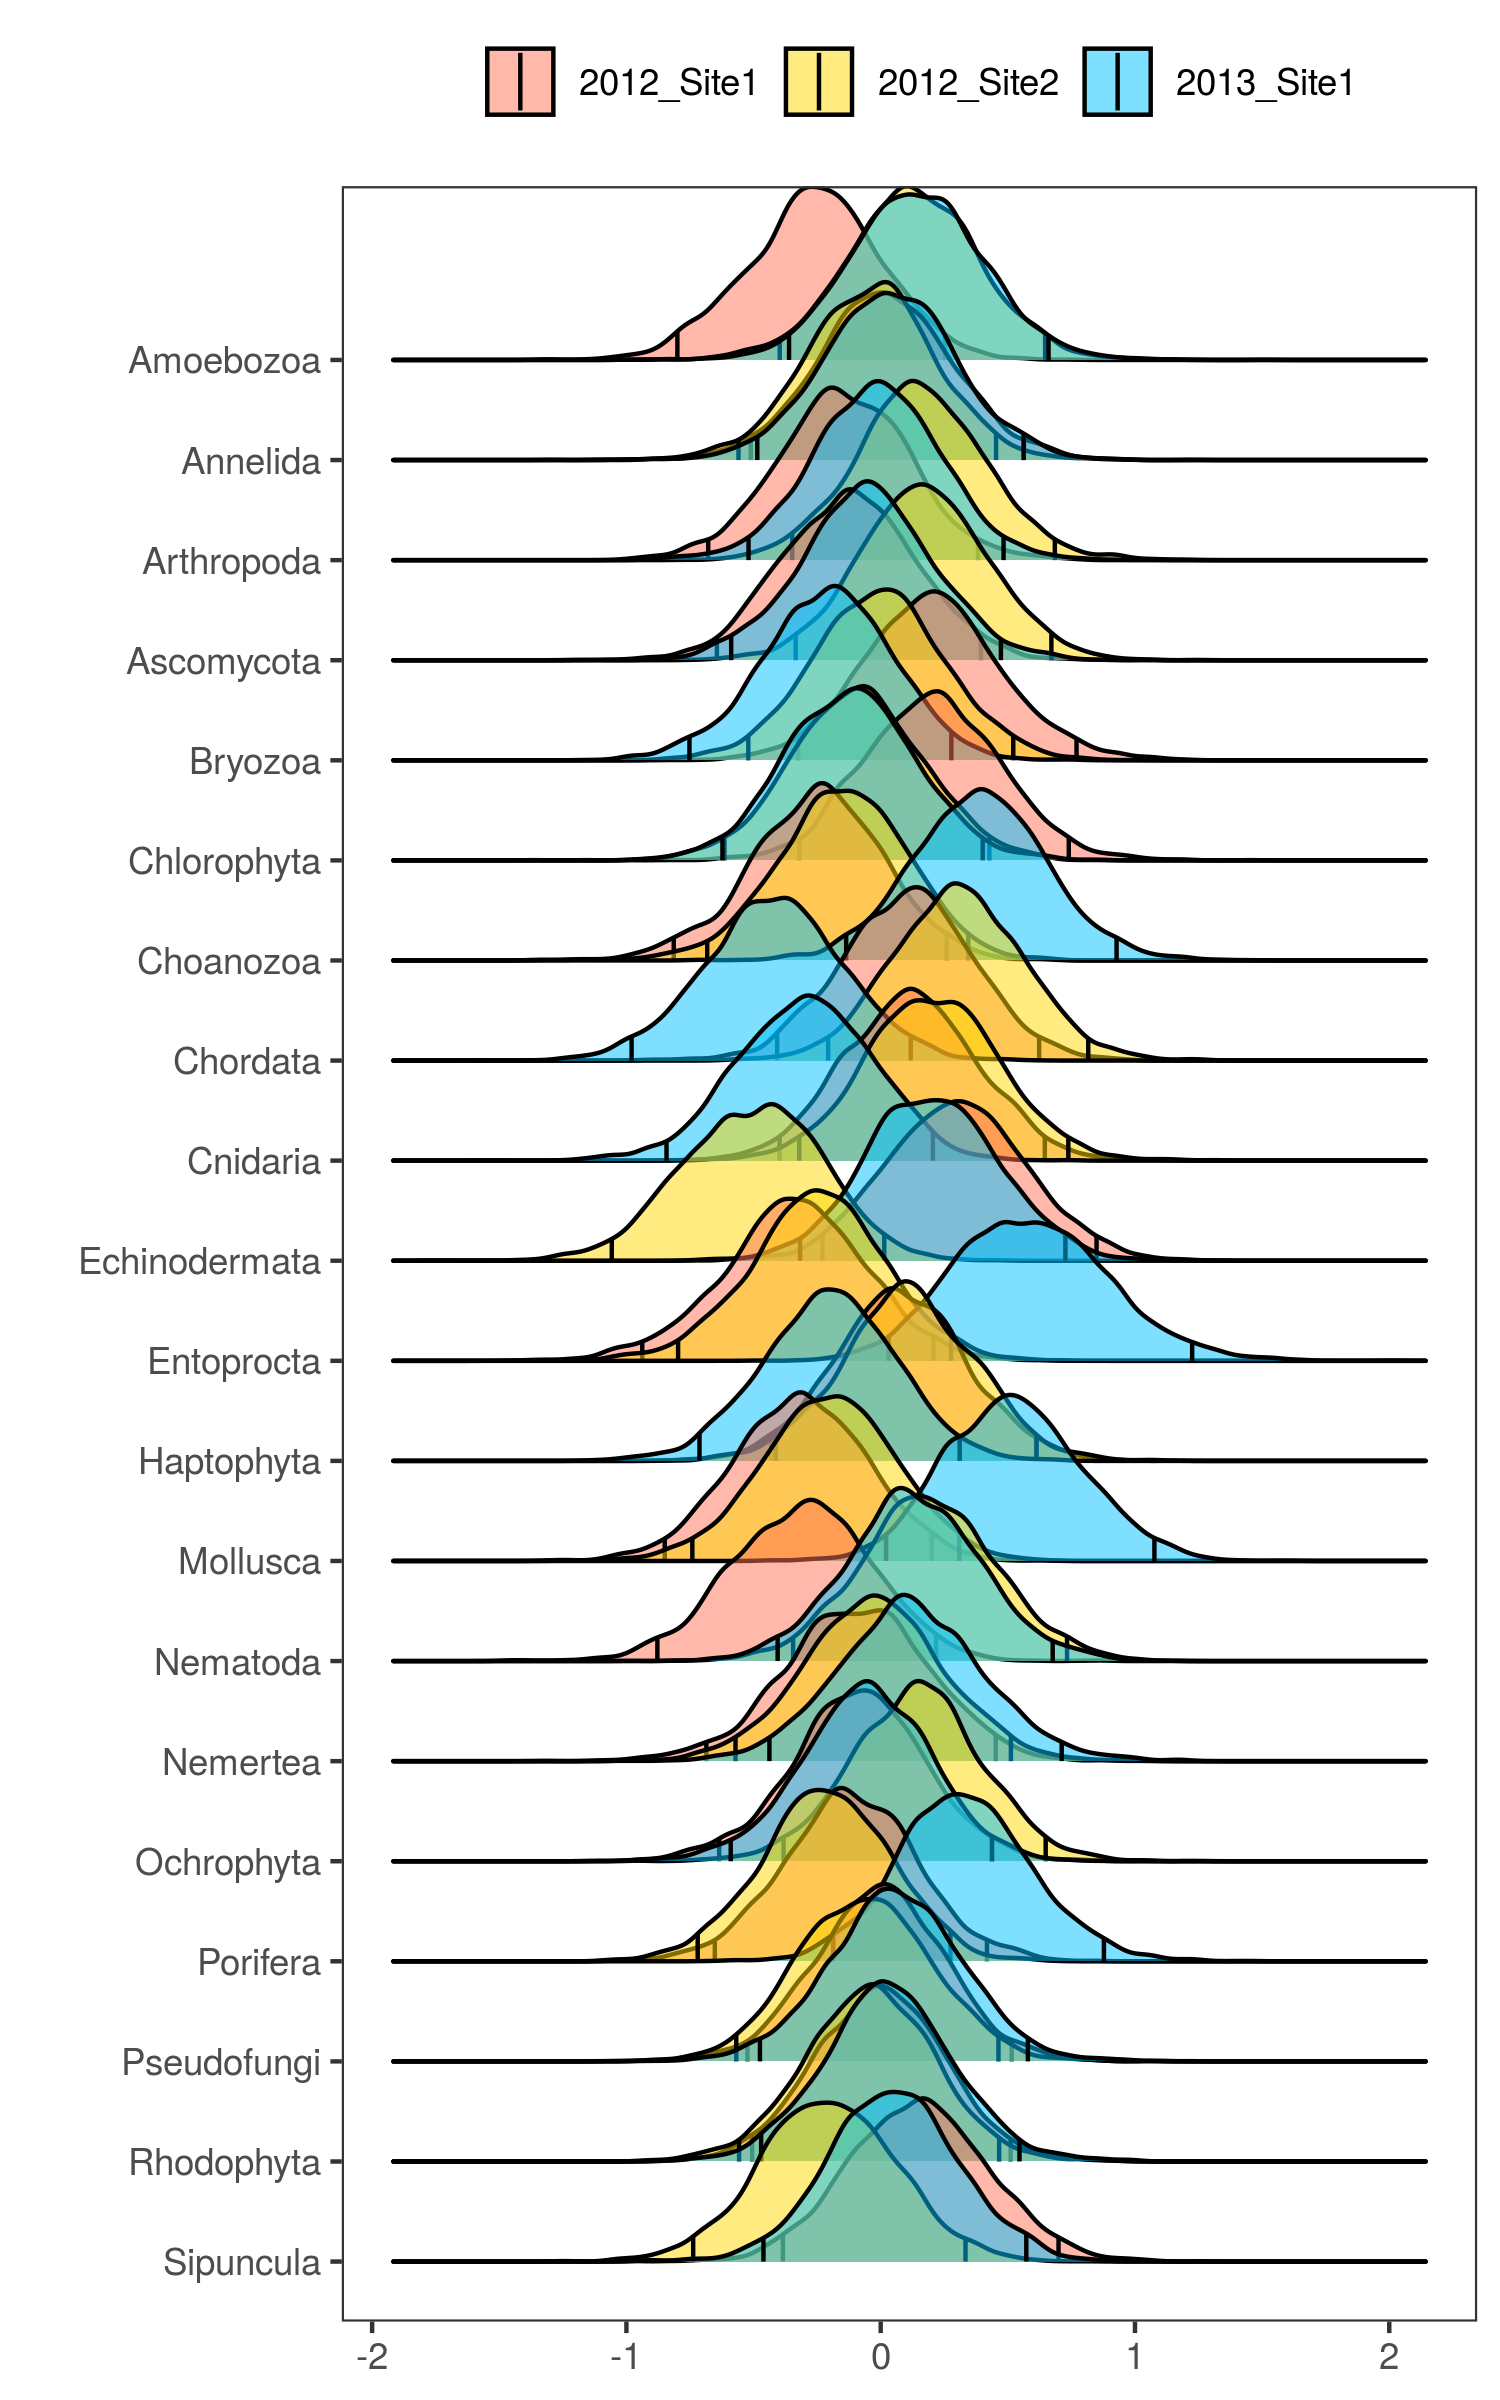 2012_Site1 2012_Site2 2013_Site1
Amoebozoa
Annelida
Arthropoda
Ascomycota
Bryozoa
Chlorophyta
Choanozoa
Chordata
Cnidaria
Echinodermata
Entoprocta
Haptophyta
Mollusca
Nematoda
Nemertea
Ochrophyta
Porifera
Pseudofungi
Rhodophyta
Sipuncula
-2 -1 0 1 2